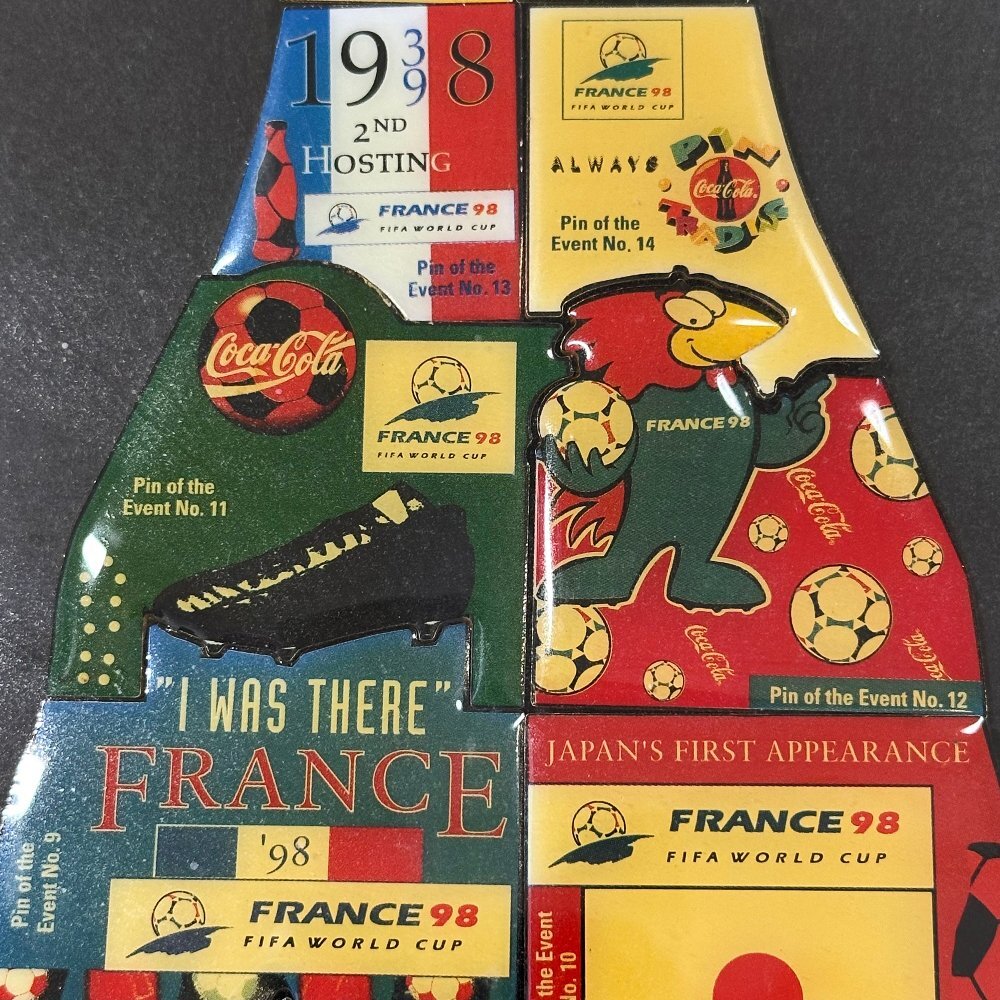 1998
39
2ND
HOSTING
FRANCE 98
FIFA WORLD CUP
Pin of the
Event No. 13
FRANCE 98
FIFA WORLD CUP
ALWAYS
PIN
Coca-Cola
TRADING
Pin of the
Event No. 14
Coca-Cola
FRANCE 98
FIFA WORLD CUP
Pin of the
Event No. 11
FRANCE 98
Coca-Cola
Coca-Cola
Coca-Cola
Pin of the Event No. 12
"I WAS THERE"
FRANCE
'98
FRANCE 98
FIFA WORLD CUP
Pin of the
Event No. 9
JAPAN'S FIRST APPEARANCE
FRANCE 98
FIFA WORLD CUP
the Event
No. 10